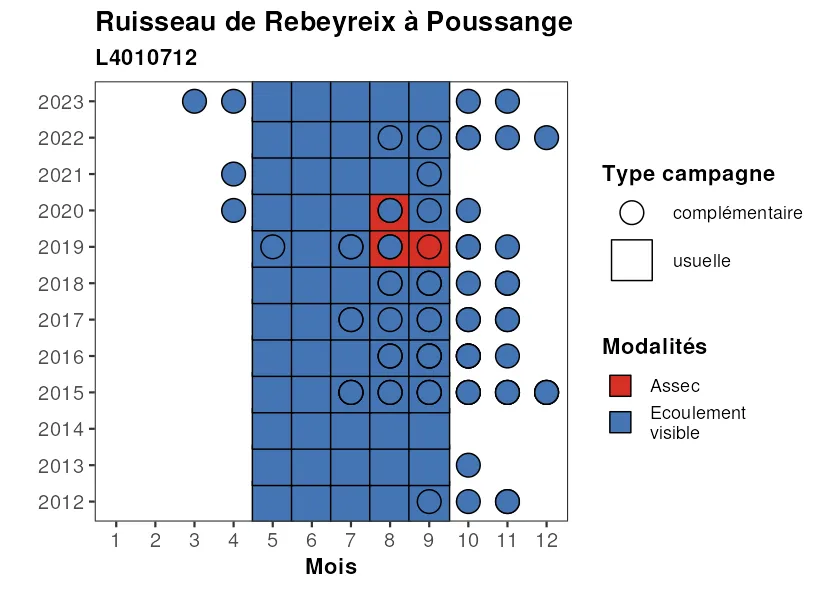 Ruisseau de Rebeyreix à Poussange
L4010712
2023
2022
2021
2020
2019
2018
2017
2016
2015
2014
2013
2012
1 2 3 4 5 6 7 8 9 10 11 12
Mois
Type campagne
complémentaire
usuelle
Modalités
Assec
Ecoulement
visible